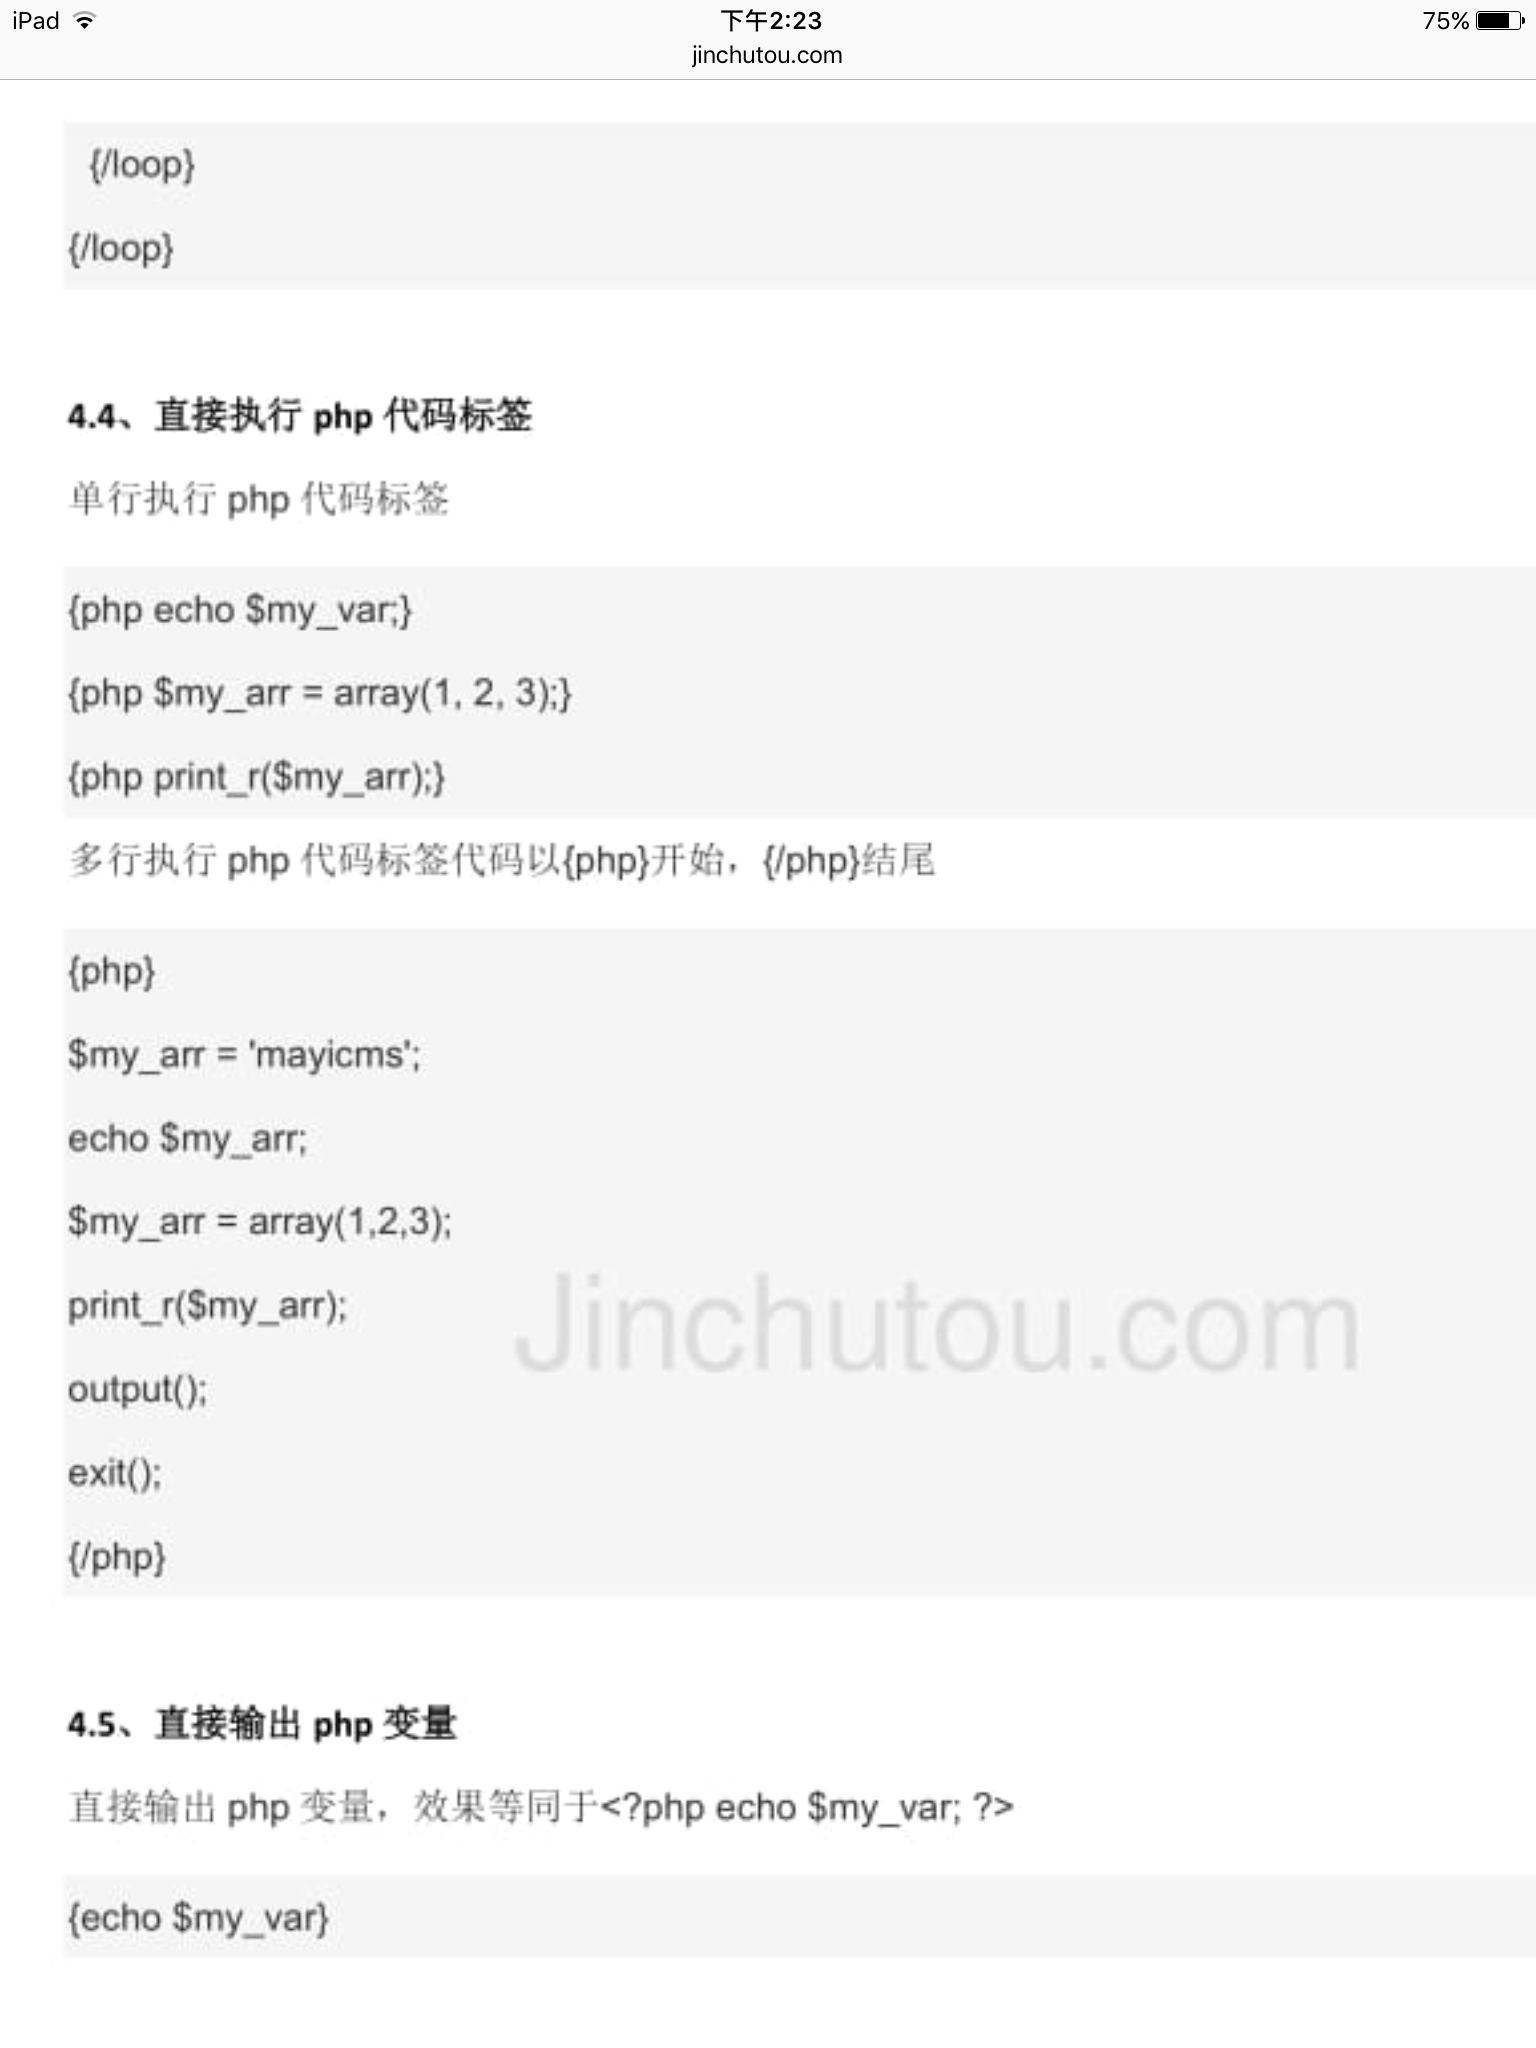 iPad
下午2:23
75%
jinchutou.com
{/loop}
{/loop}
4.4、直接执行 php 代码标签
单行执行 php 代码标签
{php echo $my_var;}
{php $my_arr = array(1, 2, 3);}
{php print_r($my_arr);}
多行执行 php 代码标签代码以{php}开始，{/php}结尾
{php}
$my_arr = 'mayicms';
echo $my_arr;
$my_arr = array(1,2,3);
print_r($my_arr);
Jinchutou.com
output();
exit();
{/php}
4.5、直接输出 php 变量
直接输出 php 变量，效果等同于<?php echo $my_var; ?>
{echo $my_var}